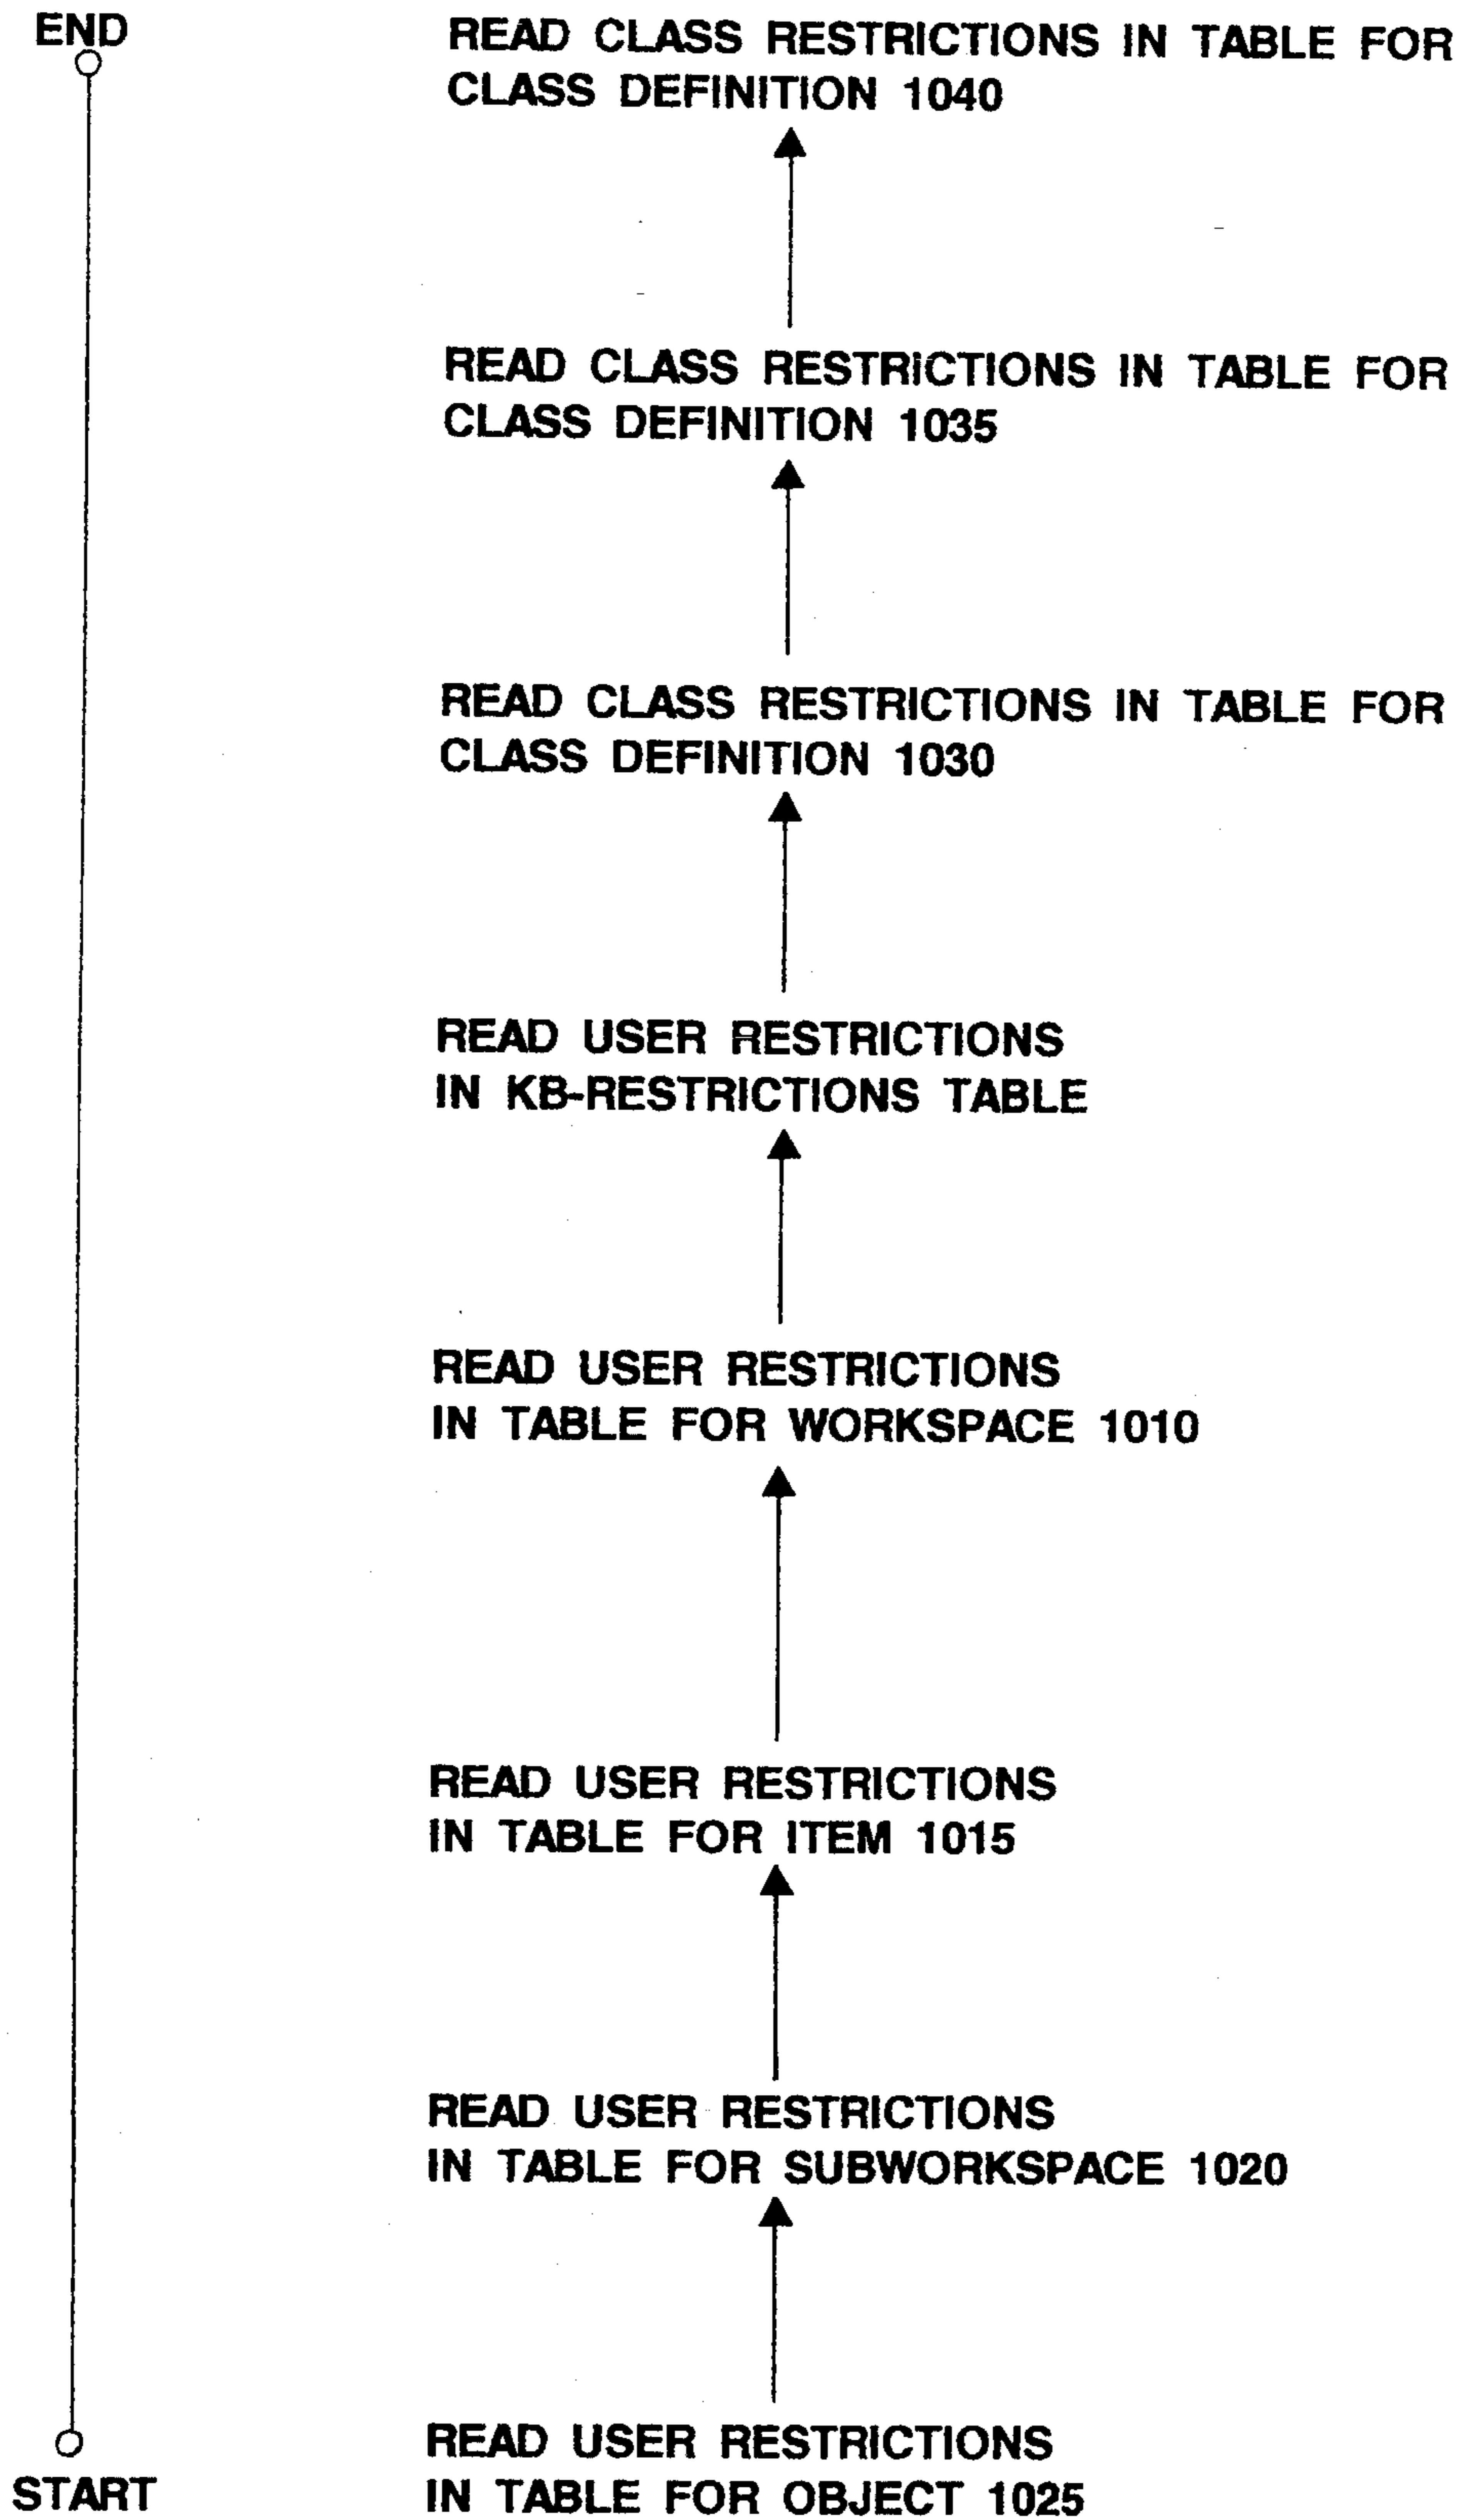 END
READ CLASS RESTRICTIONS IN TABLE FOR
CLASS DEFINITION 1040
READ CLASS RESTRICTIONS IN TABLE FOR
CLASS DEFINITION 1035
READ CLASS RESTRICTIONS IN TABLE FOR
CLASS DEFINITION 1030
READ USER RESTRICTIONS
IN KB-RESTRICTIONS TABLE
READ USER RESTRICTIONS
IN TABLE FOR WORKSPACE 1010
READ USER RESTRICTIONS
IN TABLE FOR ITEM 1015
READ USER RESTRICTIONS
IN TABLE FOR SUBWORKSPACE 1020
READ USER RESTRICTIONS
IN TABLE FOR OBJECT 1025
START